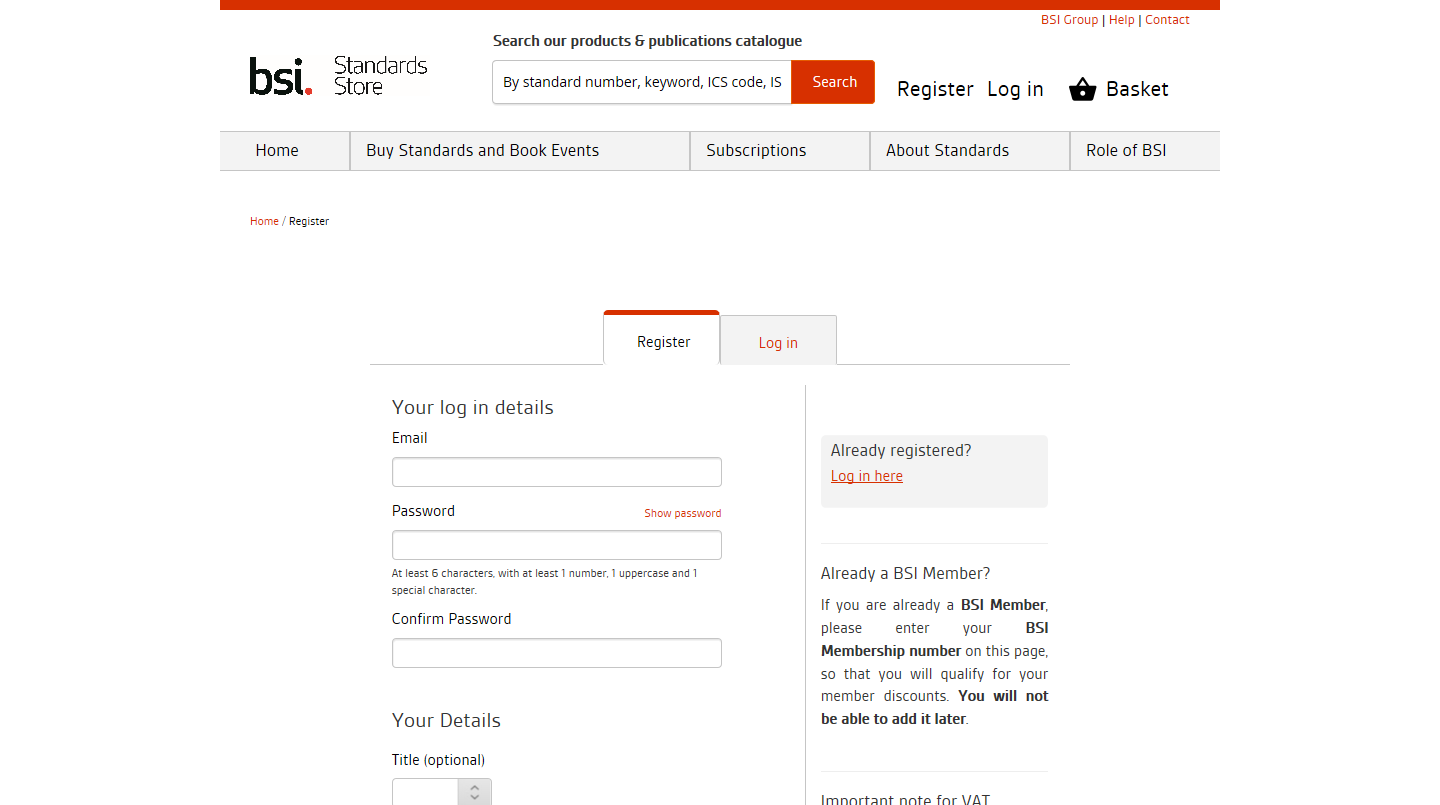 BSI Group | Help | Contact
Search our products & publications catalogue
bsi. Standards Store
By standard number, keyword, ICS code, IS
Search
Register Log in Basket
Home Buy Standards and Book Events Subscriptions About Standards Role of BSI
Home / Register
Register Log in
Your log in details
Email
Password Show password
At least 6 characters, with at least 1 number, 1 uppercase and 1
special character.
Confirm Password
Your Details
Title (optional)
Already registered?
Log in here
Already a BSI Member?
If you are already a BSI Member,
please enter your BSI
Membership number on this page,
so that you will qualify for your
member discounts. You will not
be able to add it later.
Important note for VAT